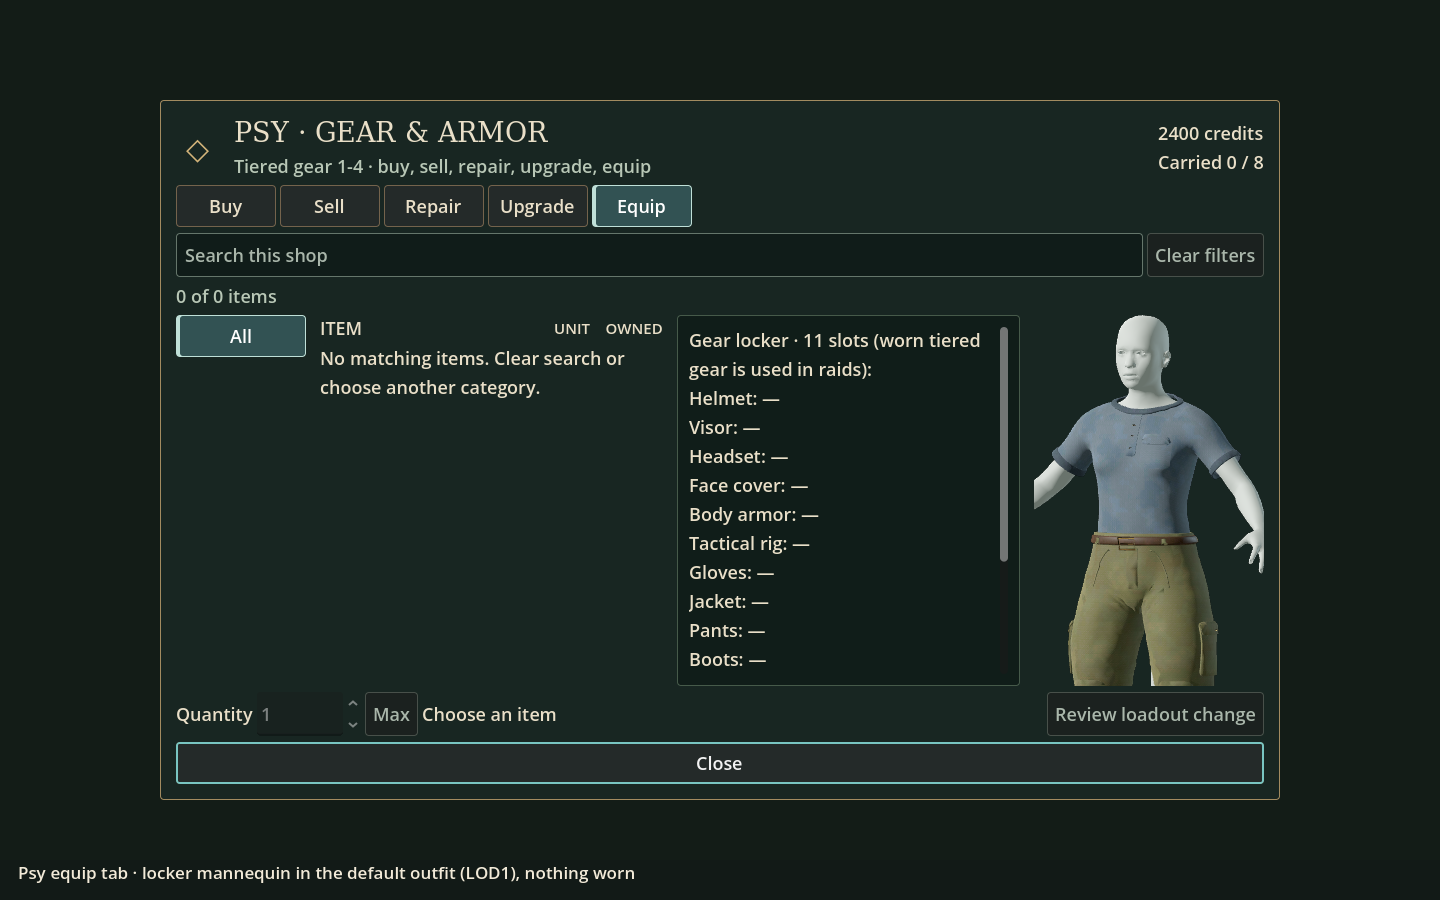 PSY · GEAR & ARMOR
Tiered gear 1-4 · buy, sell, repair, upgrade, equip
2400 credits
Carried 0 / 8
Buy
Sell
Repair
Upgrade
Equip
Search this shop
Clear filters
0 of 0 items
All
ITEM
UNIT
OWNED
No matching items. Clear search or
choose another category.
Gear locker · 11 slots (worn tiered
gear is used in raids):
Helmet: —
Visor: —
Headset: —
Face cover: —
Body armor: —
Tactical rig: —
Gloves: —
Jacket: —
Pants: —
Boots: —
Quantity
1
Max
Choose an item
Review loadout change
Close
Psy equip tab · locker mannequin in the default outfit (LOD1), nothing worn